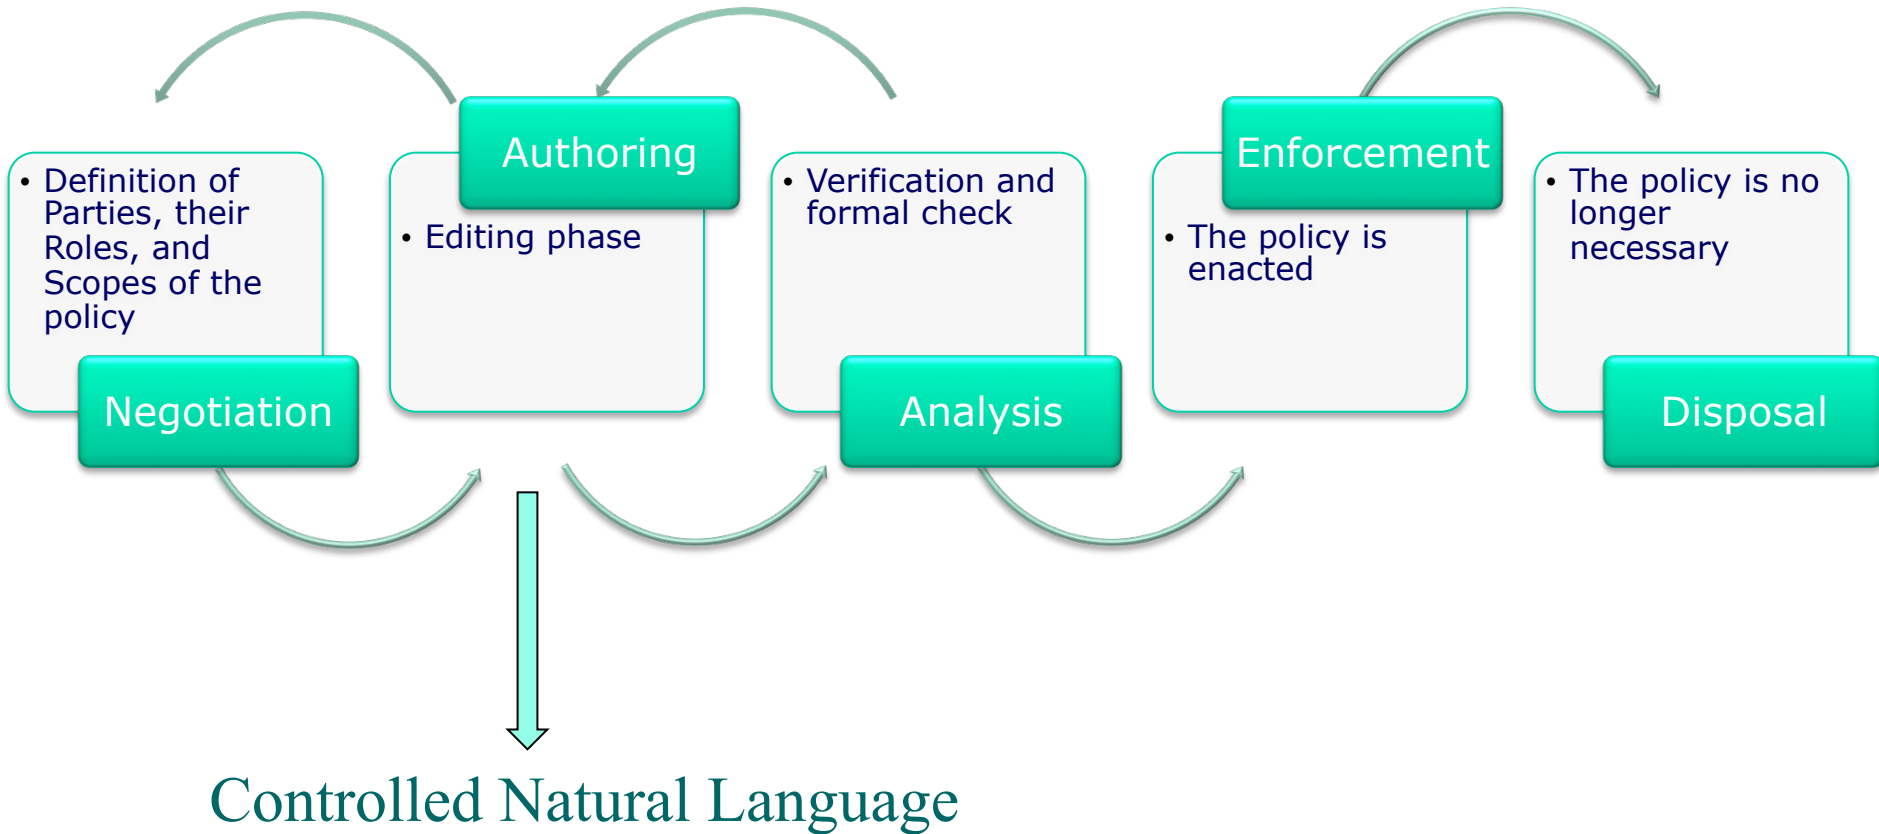 • Definition of
Parties, their
Roles, and
Scopes of the
policy
Negotiation
Authoring
• Editing phase
• Verification and
formal check
Analysis
Enforcement
• The policy is
enacted
• The policy is no
longer
necessary
Disposal
Controlled Natural Language